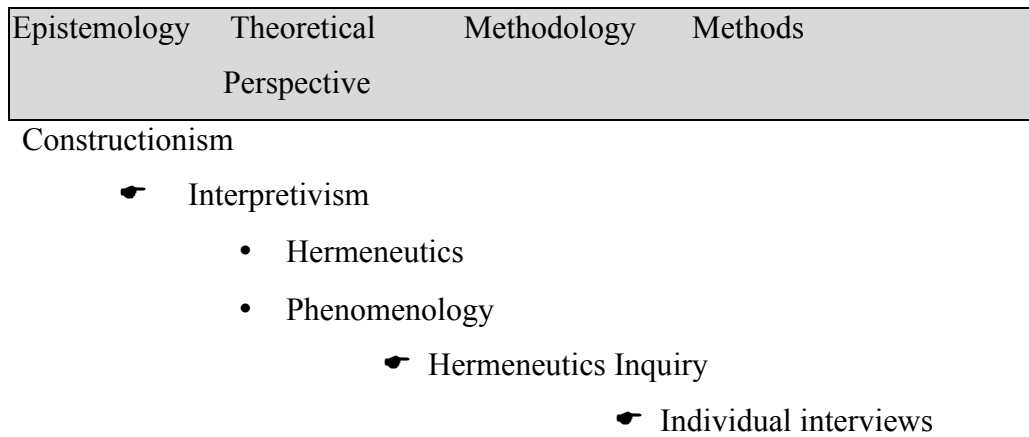 Epistemology Theoretical Methodology Methods
Perspective
Constructionism
☛ Interpretivism
• Hermeneutics
• Phenomenology
☛ Hermeneutics Inquiry
☛ Individual interviews